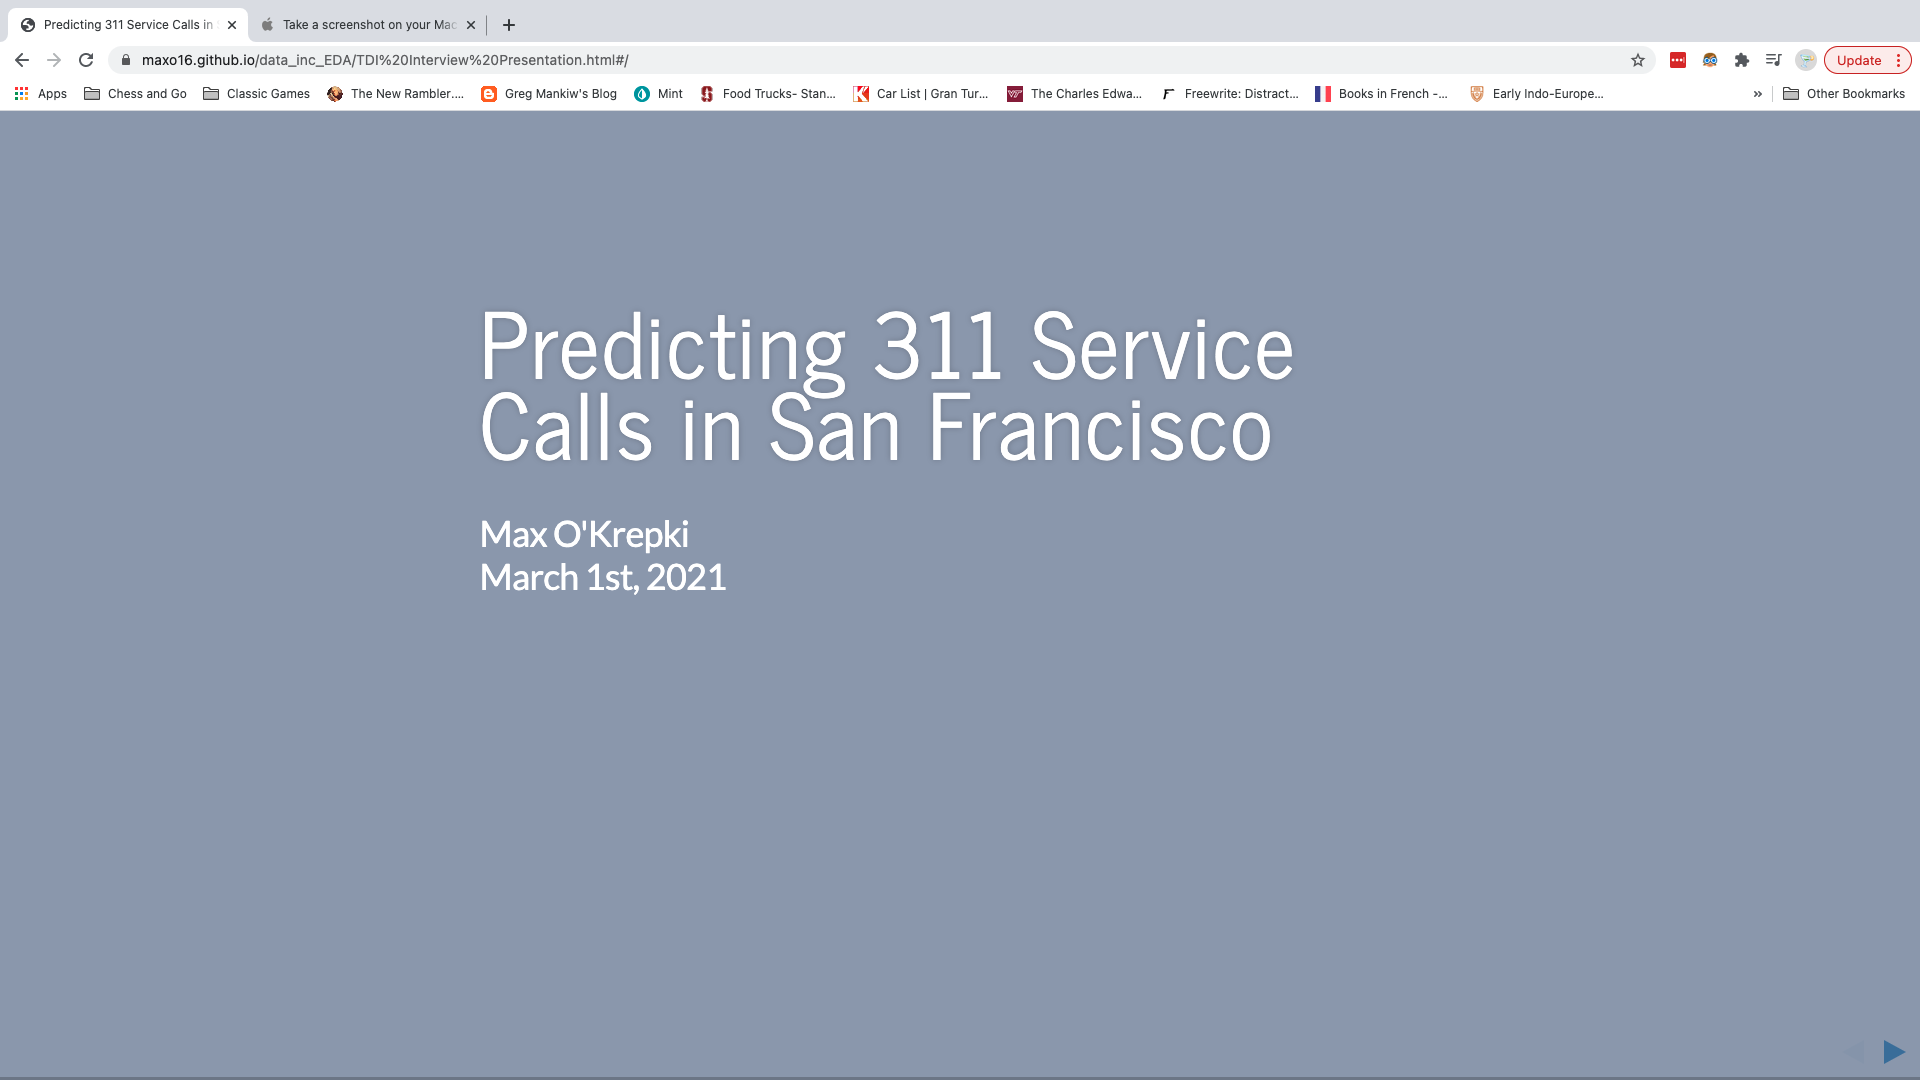 Predicting 311 Service Calls in
Take a screenshot on your Mac
maxo16.github.io/data_inc_EDA/TDI%20Interview%20Presentation.html#/
Update
Apps
Chess and Go
Classic Games
The New Rambler....
Greg Mankiw's Blog
Mint
Food Trucks- Stan...
Car List | Gran Tur...
The Charles Edwa...
Freewrite: Distract...
Books in French -...
Early Indo-Europe...
»
Other Bookmarks
Predicting 311 Service
Calls in San Francisco
Max O'Krepki
March 1st, 2021